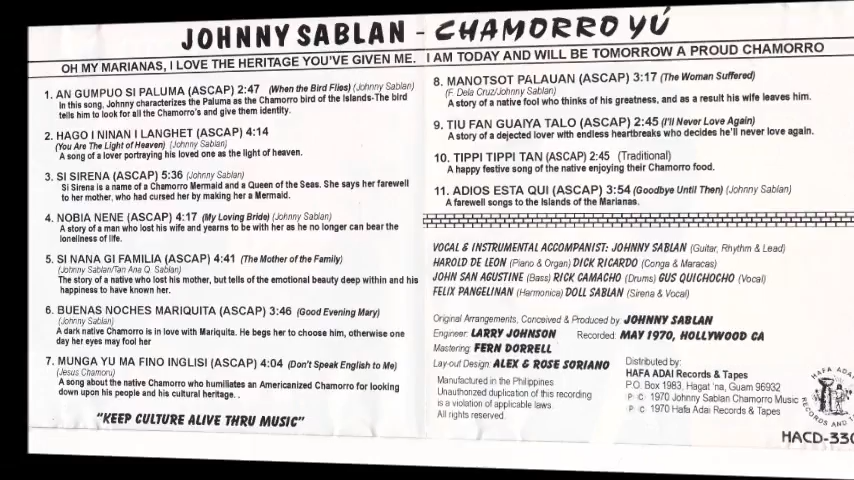 JOHNNY SABLAN - CHAMORRO YÚ
OH MY MARIANAS, I LOVE THE HERITAGE YOU'VE GIVEN ME. I AM TODAY AND WILL BE TOMORROW A PROUD CHAMORRO
1. AN GUMPUO SI PALUMA (ASCAP) 2:47 (When the Bird Flies) (Johnny Sablan)
In this song, Johnny characterizes the Paluma as the Chamorro bird of the Islands-The bird
tells him to look for all the Chamorro's and give them identity.
2. HAGO I NINAN I LANGHET (ASCAP) 4:14
(You Are The Light of Heaven) (Johnny Sablan)
A song of a lover portraying his loved one as the light of heaven.
3. SI SIRENA (ASCAP) 5:36 (Johnny Sablan)
Si Sirena is a name of a Chamorro Mermaid and a Queen of the Seas. She says her farewell
to her mother, who had cursed her by making her a Mermaid.
4. NOBIA NENE (ASCAP) 4:17 (My Loving Bride) (Johnny Sablan)
A story of a man who lost his wife and yearns to be with her as he no longer can bear the
loneliness of life.
5. SI NANA GI FAMILIA (ASCAP) 4:41 (The Mother of the Family)
(Johnny Sablan/Tan Ana Q. Sablan)
The story of a native who lost his mother, but tells of the emotional beauty deep within and his
happiness to have known her.
6. BUENAS NOCHES MARIQUITA (ASCAP) 3:46 (Good Evening Mary)
(Johnny Sablan)
A dark native Chamorro is in love with Mariquita. He begs her to choose him, otherwise one
day her eyes may fool her
7. MUNGA YU MA FINO INGLISI (ASCAP) 4:04 (Don't Speak English to Me)
(Jesus Chamoru)
A song about the native Chamorro who humiliates an Americanized Chamorro for looking
down upon his people and his cultural heritage. .
"KEEP CULTURE ALIVE THRU MUSIC"
8. MANOTSOT PALAUAN (ASCAP) 3:17 (The Woman Suffered)
(F. Dela Cruz/Johnny Sablan)
A story of a native fool who thinks of his greatness, and as a result his wife leaves him.
9. TIU FAN GUAIYA TALO (ASCAP) 2:45 (I'll Never Love Again)
A story of a dejected lover with endless heartbreaks who decides he'll never love again.
10. TIPPI TIPPI TAN (ASCAP) 2:45 (Traditional)
A happy festive song of the native enjoying their Chamorro food.
11. ADIOS ESTA QUI (ASCAP) 3:54 (Goodbye Until Then) (Johnny Sablan)
A farewell songs to the Islands of the Marianas.
VOCAL & INSTRUMENTAL ACCOMPANIST: JOHNNY SABLAN (Guitar, Rhythm & Lead)
HAROLD DE LEON (Piano & Organ) DICK RICARDO (Conga & Maracas)
JOHN SAN AGUSTINE (Bass) RICK CAMACHO (Drums) GUS QUICHOCHO (Vocal)
FELIX PANGELINAN (Harmonica) DOLL SABLAN (Sirena & Vocal)
Original Arrangements, Conceived & Produced by: JOHNNY SABLAN
Engineer: LARRY JOHNSON Recorded: MAY 1970, HOLLYWOOD CA
Mastering: FERN DORRELL
Lay-out Design: ALEX & ROSE SORIANO
Manufactured in the Philippines
Unauthorized duplication of this recording
is a violation of applicable laws.
All rights reserved.
Distributed by:
HAFA ADAI Records & Tapes
P.O. Box 1983, Hagat 'na, Guam 96932
P C 1970 Johnny Sablan Chamorro Music
P C 1970 Hafa Adai Records & Tapes
HAFA ADAI
RECORDS AND
HACD-330